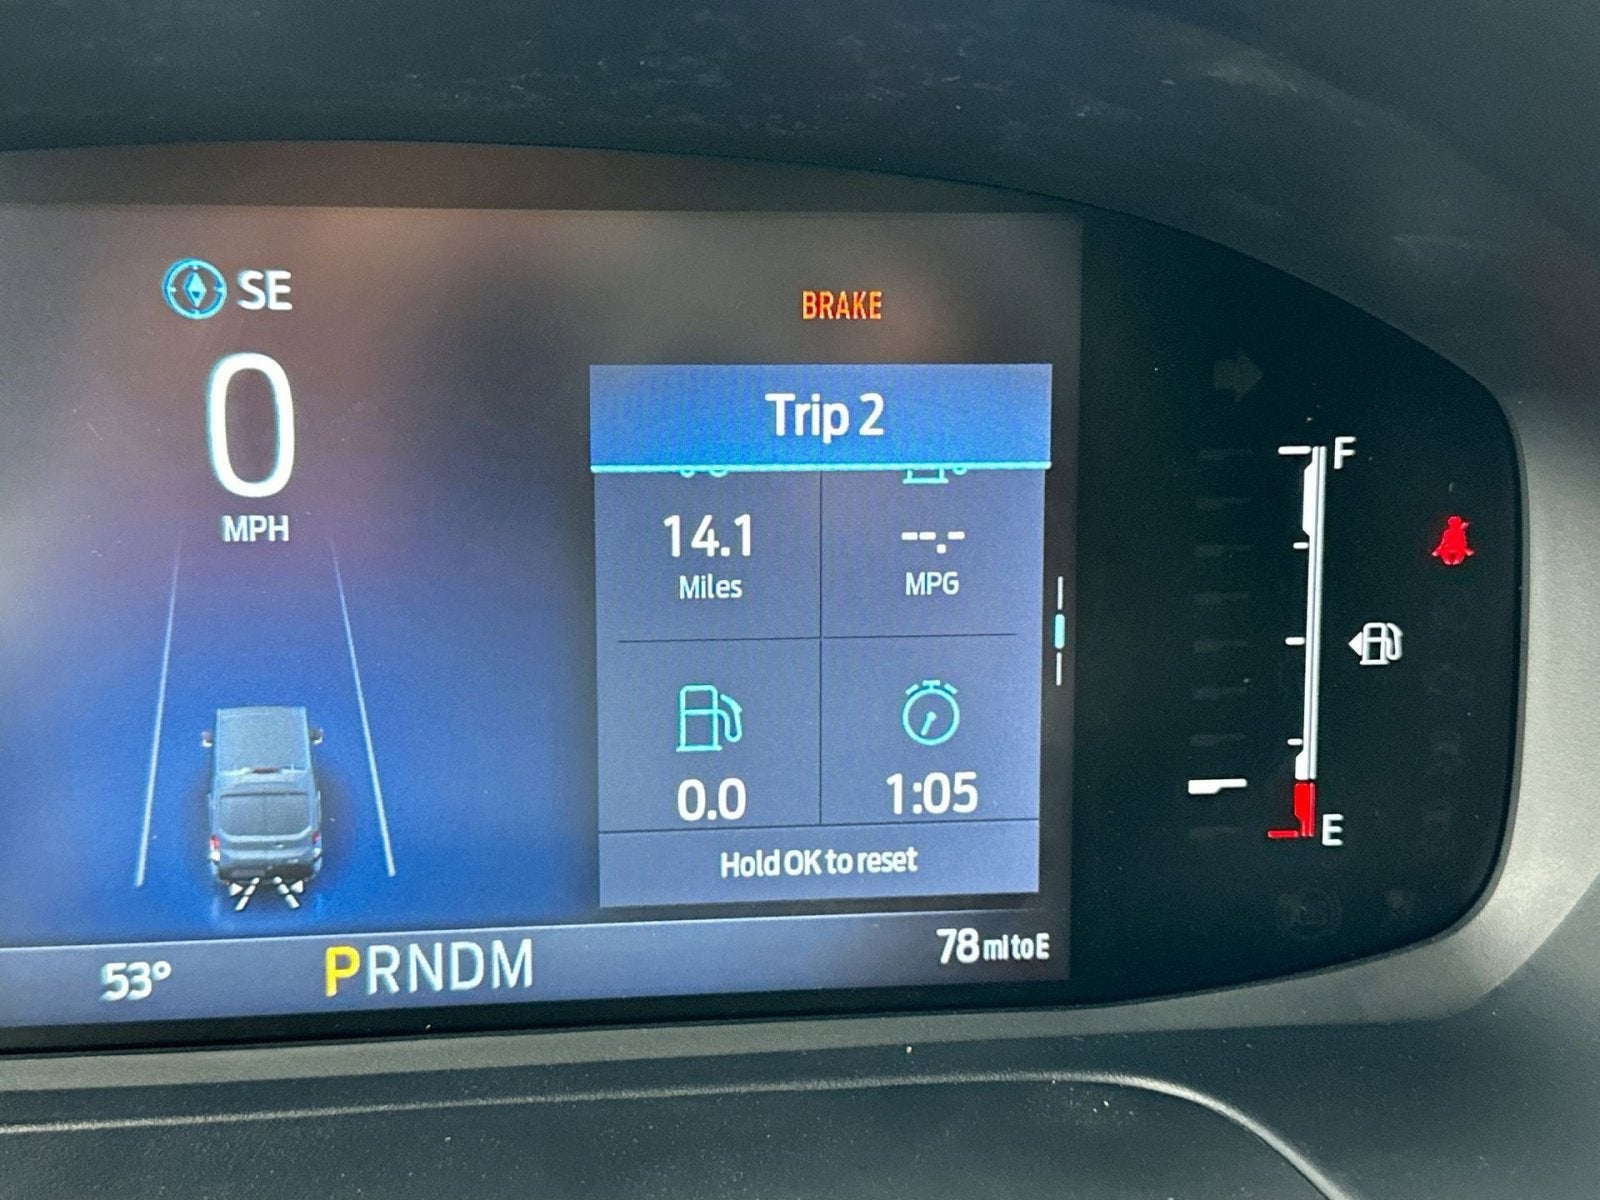 SE
0
MPH
BRAKE
Trip 2
14.1
Miles
--.-
MPG
0.0
1:05
Hold OK to reset
53°
PRNDM
78 mi to E
F
E